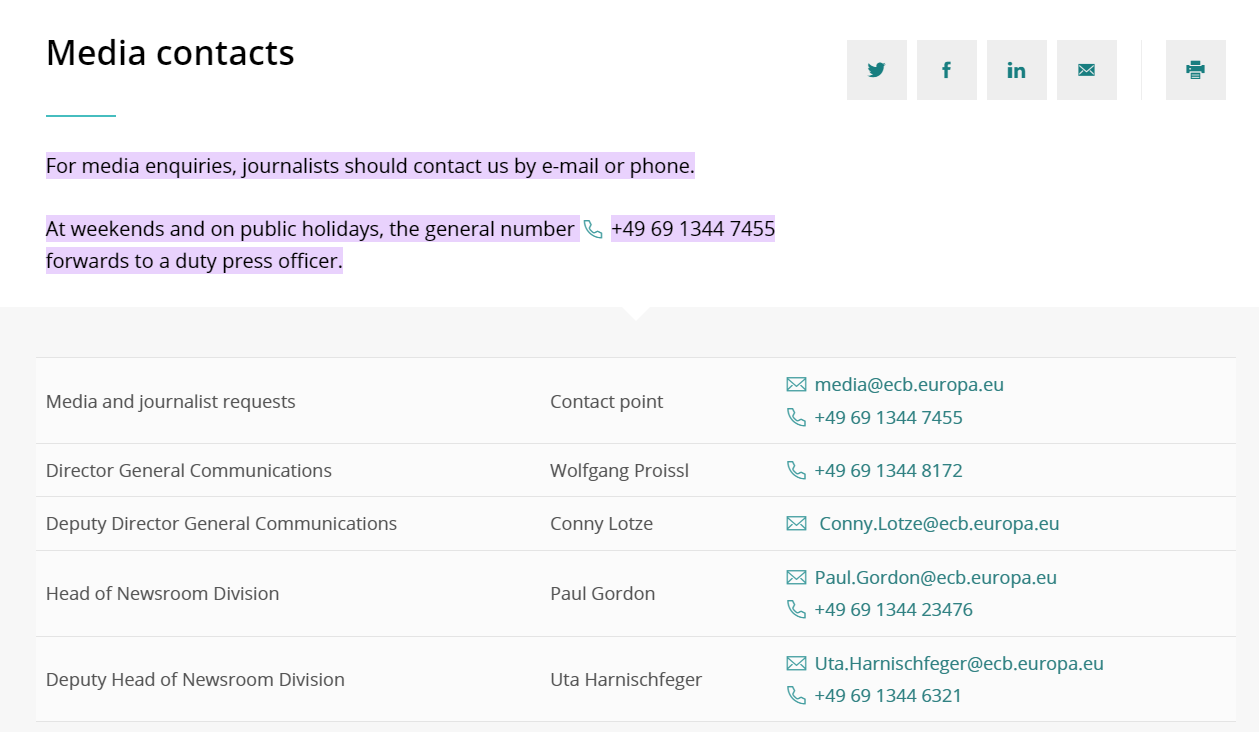 Media contacts
For media enquiries, journalists should contact us by e-mail or phone.
At weekends and on public holidays, the general number +49 69 1344 7455
forwards to a duty press officer.
Media and journalist requests Contact point media@ecb.europa.eu
+49 69 1344 7455
Director General Communications Wolfgang Proissl +49 69 1344 8172
Deputy Director General Communications Conny Lotze Conny.Lotze@ecb.europa.eu
Head of Newsroom Division Paul Gordon Paul.Gordon@ecb.europa.eu
+49 69 1344 23476
Deputy Head of Newsroom Division Uta Harnischfeger Uta.Harnischfeger@ecb.europa.eu
+49 69 1344 6321